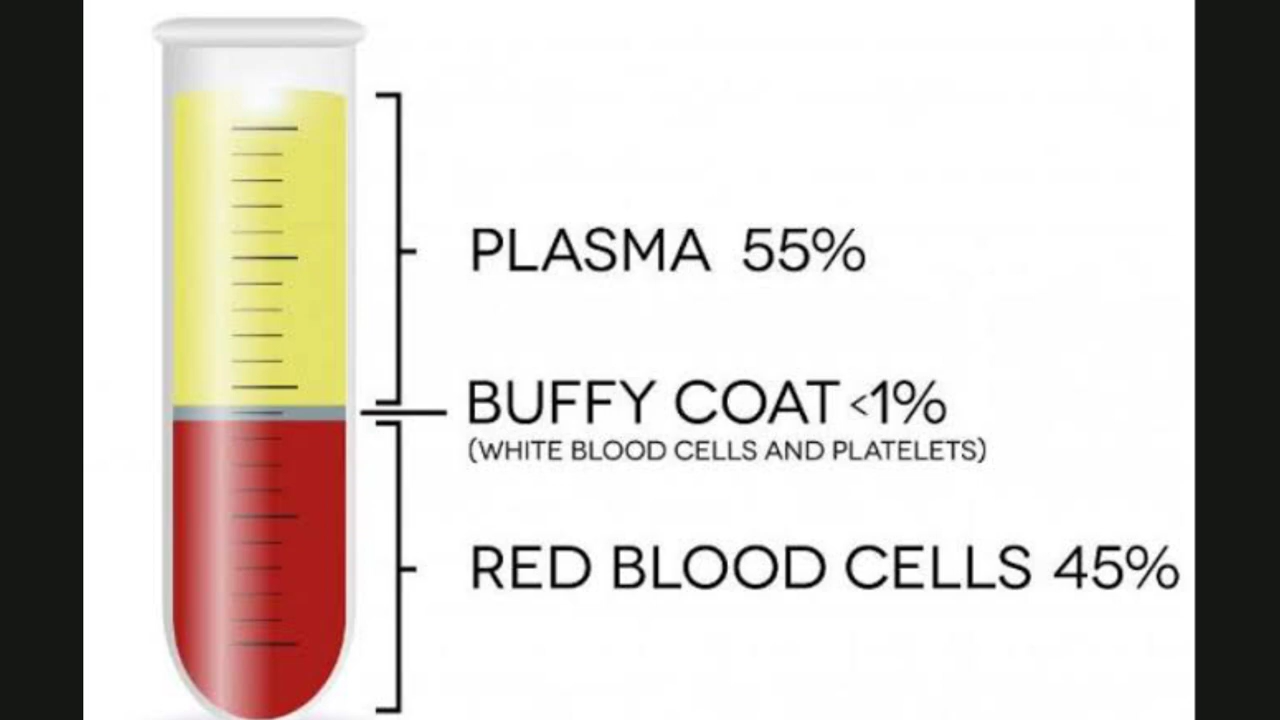 PLASMA 55%
BUFFY COAT <1%
(WHITE BLOOD CELLS AND PLATELETS)
RED BLOOD CELLS 45%